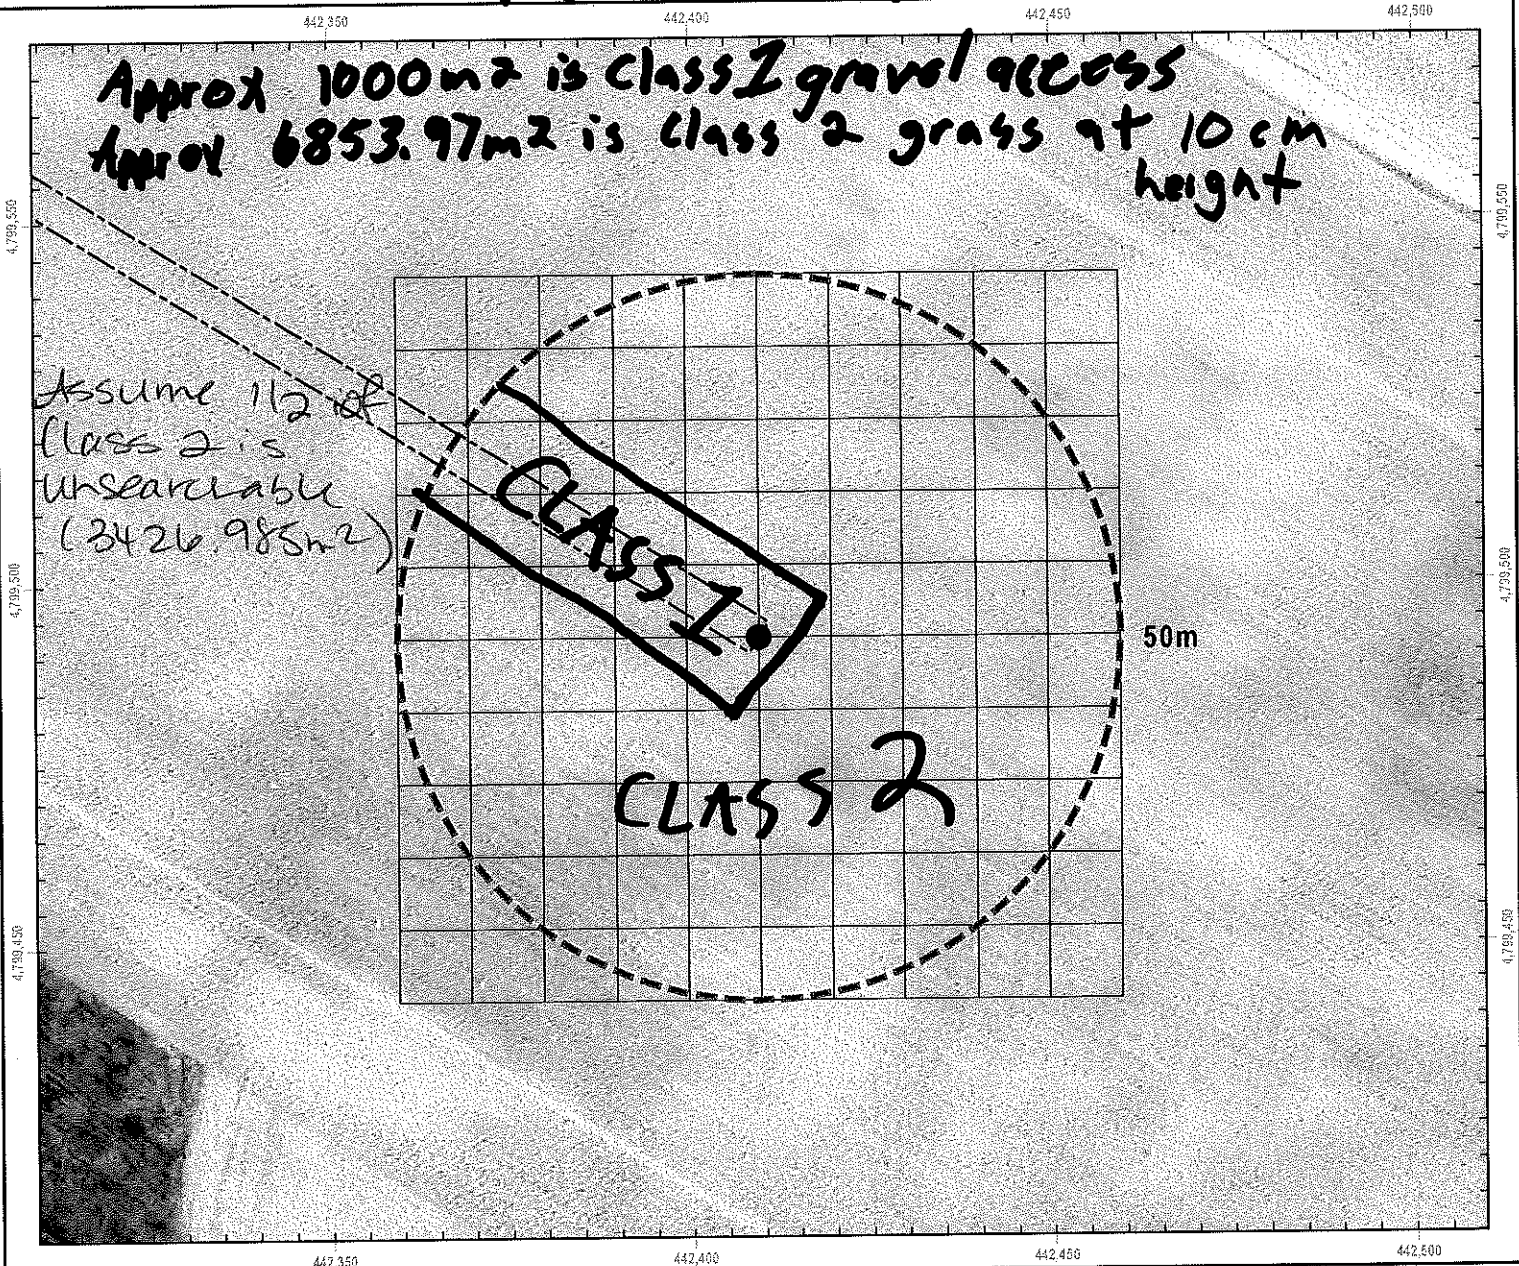 442,350 442,400 442,450 442,500
Approx 1000m2 is Class 1 gravel access
Approx 6853.97m2 is Class 2 grass at 10cm
height
4,799,550 4,799,550
Assume 1/2 of
Class 2 is
unsearchable
(3426.985m2)
CLASS 1
4,799,500 4,799,500
50m
CLASS 2
4,799,450 4,799,450
442,350 442,400 442,450 442,500